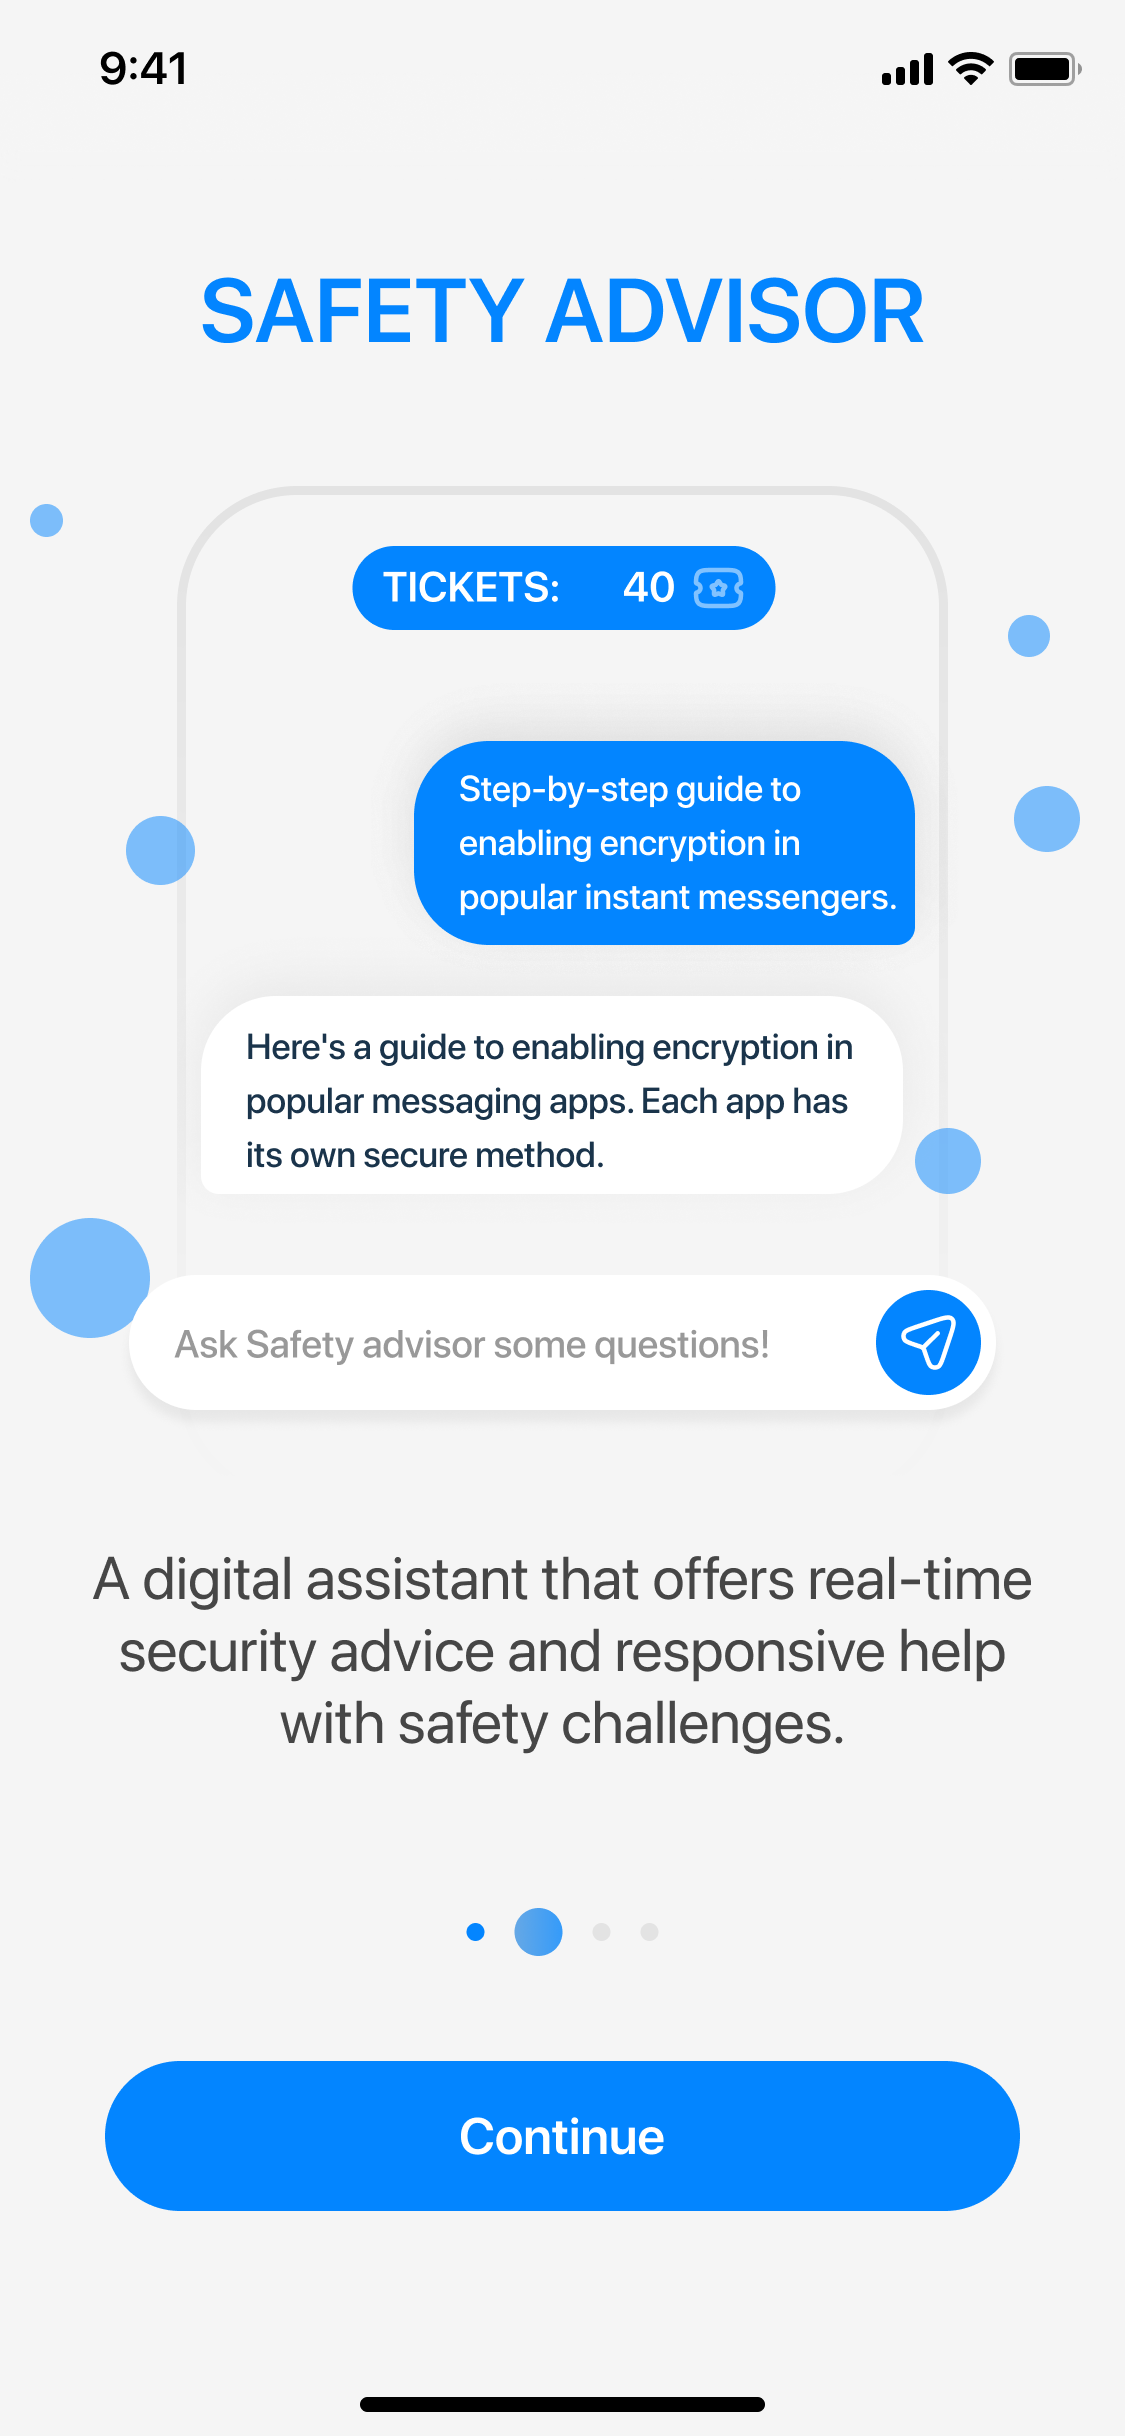 9:41
SAFETY ADVISOR
TICKETS: 40
Step-by-step guide to
enabling encryption in
popular instant messengers.
Here's a guide to enabling encryption in
popular messaging apps. Each app has
its own secure method.
Ask Safety advisor some questions!
A digital assistant that offers real-time
security advice and responsive help
with safety challenges.
Continue